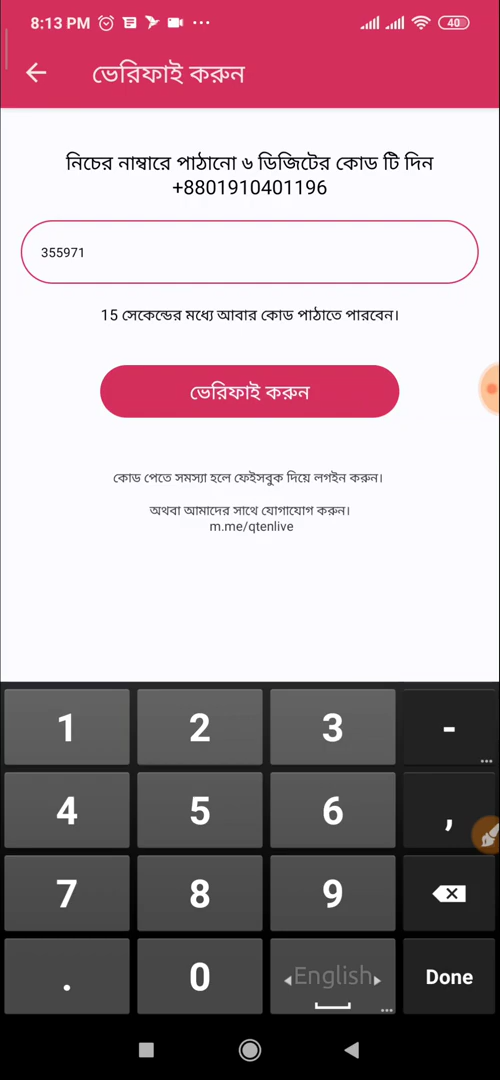 8:13 PM
40
ভেরিফাই করুন
নিচের নাম্বারে পাঠানো ৬ ডিজিটের কোড টি দিন
+8801910401196
355971
15 সেকেন্ডের মধ্যে আবার কোড পাঠাতে পারবেন।
ভেরিফাই করুন
কোড পেতে সমস্যা হলে ফেইসবুক দিয়ে লগইন করুন।
অথবা আমাদের সাথে যোগাযোগ করুন।
m.me/qtenlive
1 2 3 -
4 5 6 ,
7 8 9
. 0 English Done